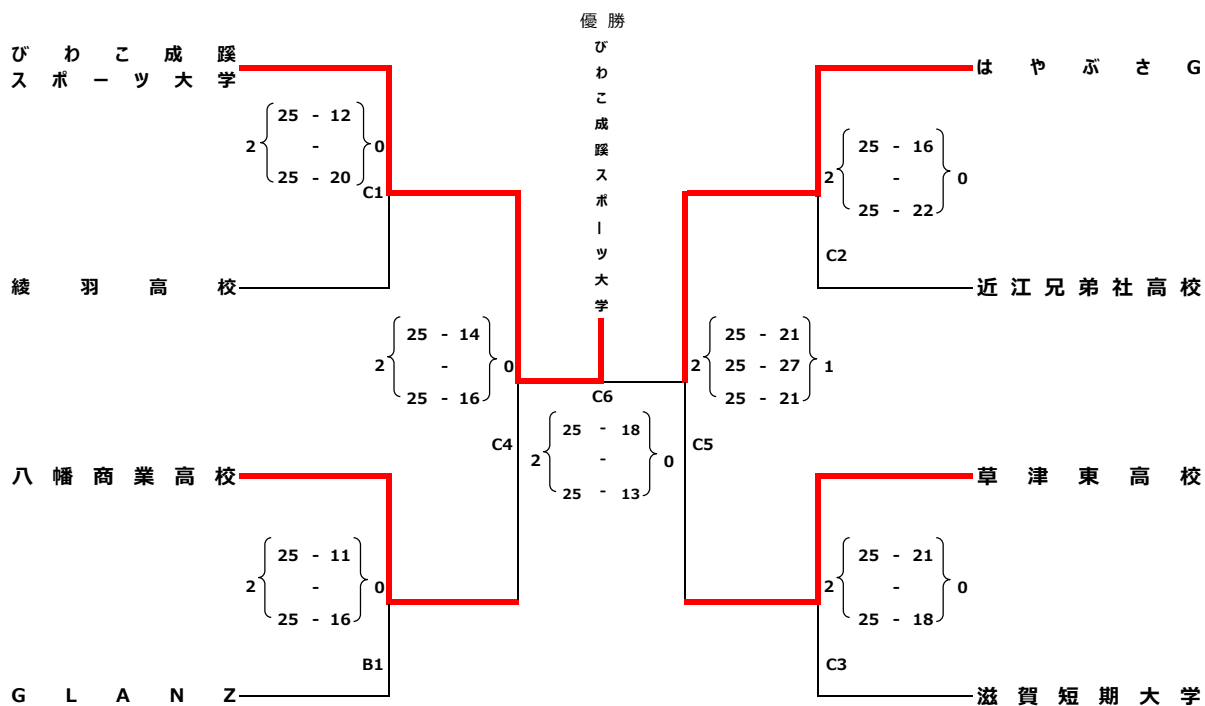 優勝
びわこ成蹊スポーツ大学
びわこ成蹊
スポーツ大学
はやぶさG
25 - 12
2 - 0
25 - 20
C1
25 - 16
2 - 0
25 - 22
C2
綾羽高校
近江兄弟社高校
25 - 14
2 - 0
25 - 16
C4
25 - 21
2 25 - 27 1
25 - 21
C5
C6
25 - 18
2 - 0
25 - 13
八幡商業高校
草津東高校
25 - 11
2 - 0
25 - 16
B1
25 - 21
2 - 0
25 - 18
C3
GLANZ
滋賀短期大学